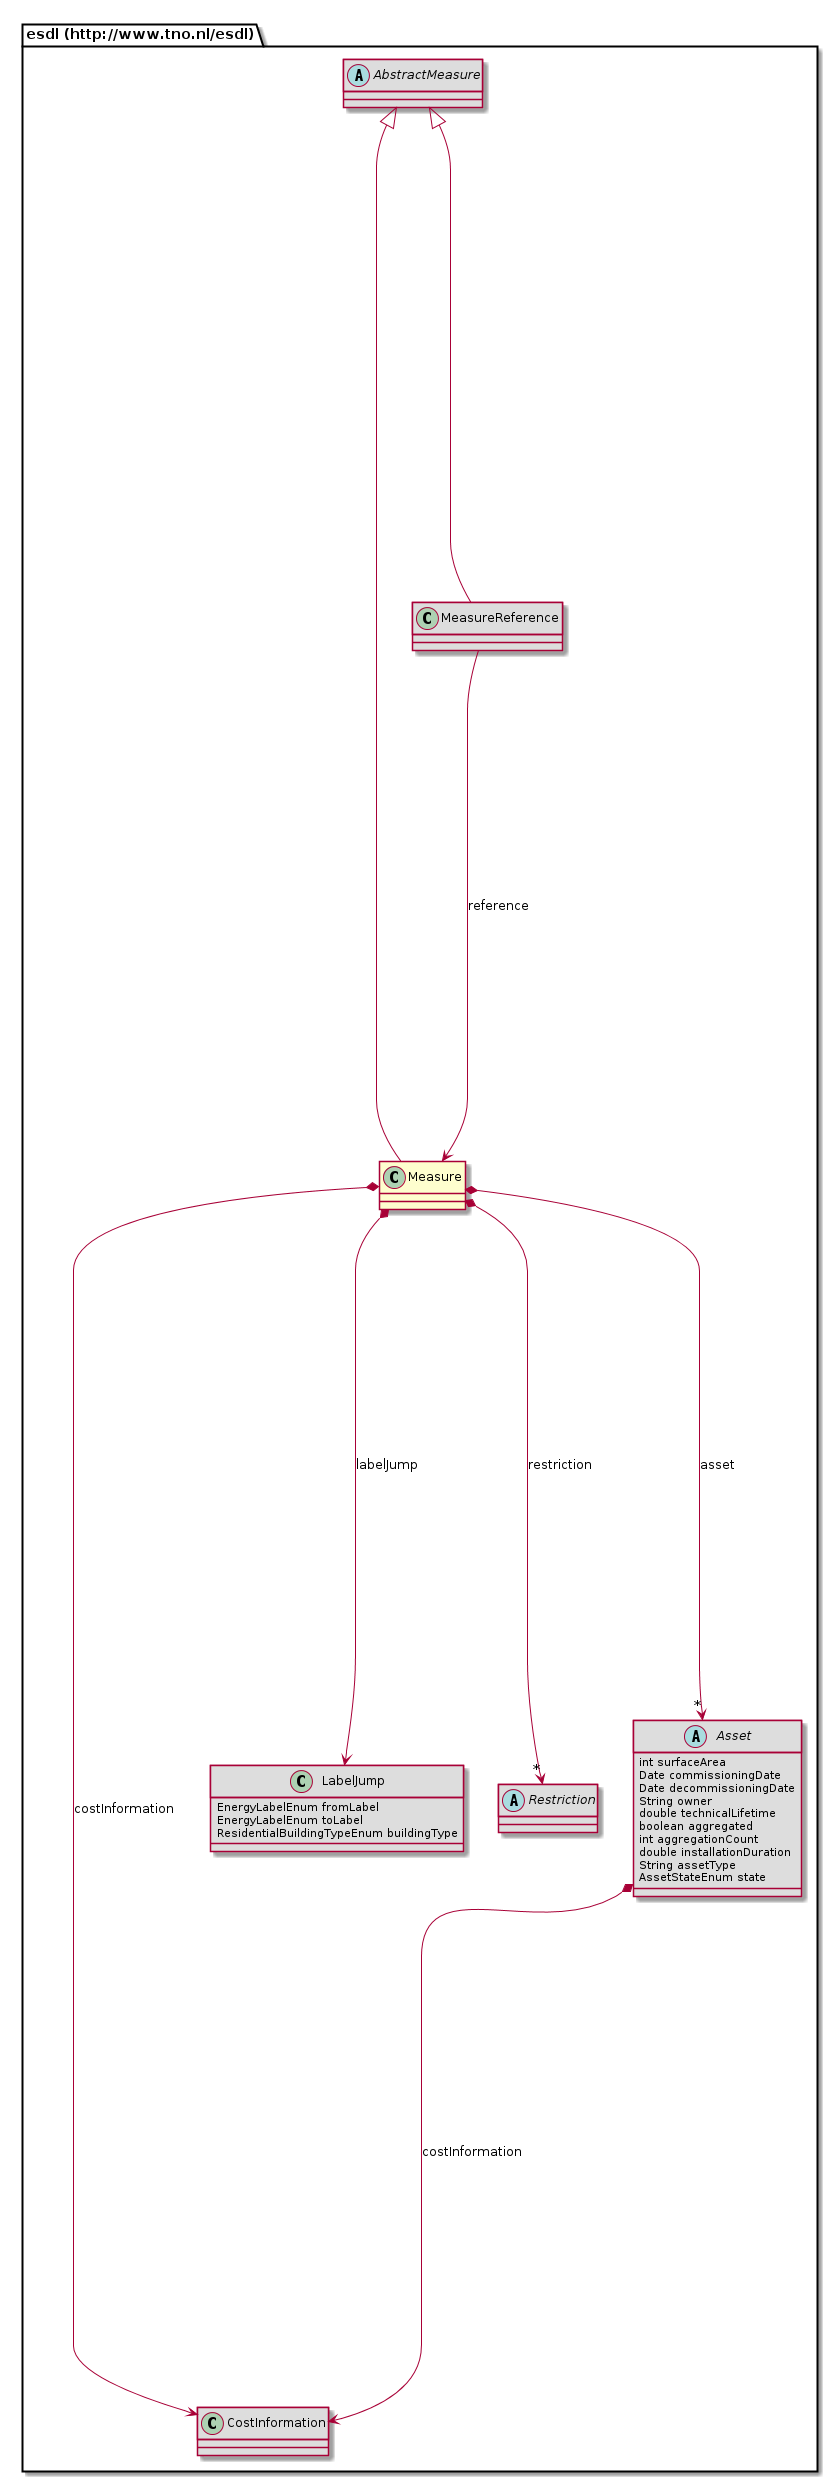 esdl (http://www.tno.nl/esdl)
A AbstractMeasure
C MeasureReference
reference
C Measure
labelJump
restriction
asset
*
*
A Asset
int surfaceArea
Date commissioningDate
Date decommissioningDate
String owner
double technicalLifetime
boolean aggregated
int aggregationCount
double installationDuration
String assetType
AssetStateEnum state
C LabelJump
EnergyLabelEnum fromLabel
EnergyLabelEnum toLabel
ResidentialBuildingTypeEnum buildingType
A Restriction
costInformation
costInformation
C CostInformation